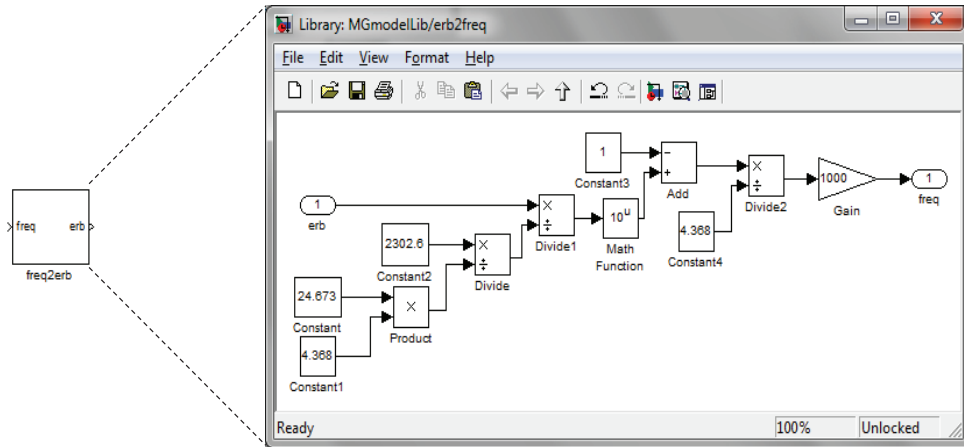 Library: MGmodelLib/erb2freq
File Edit View Format Help
freq erb
freq2erb
1
erb
2302.6
Constant2
24.673
Constant
4.368
Constant1
×
Product
×
÷
Divide
×
÷
Divide1
10^u
Math
Function
1
Constant3
−
+
Add
4.368
Constant4
×
÷
Divide2
1000
Gain
1
freq
Ready 100% Unlocked